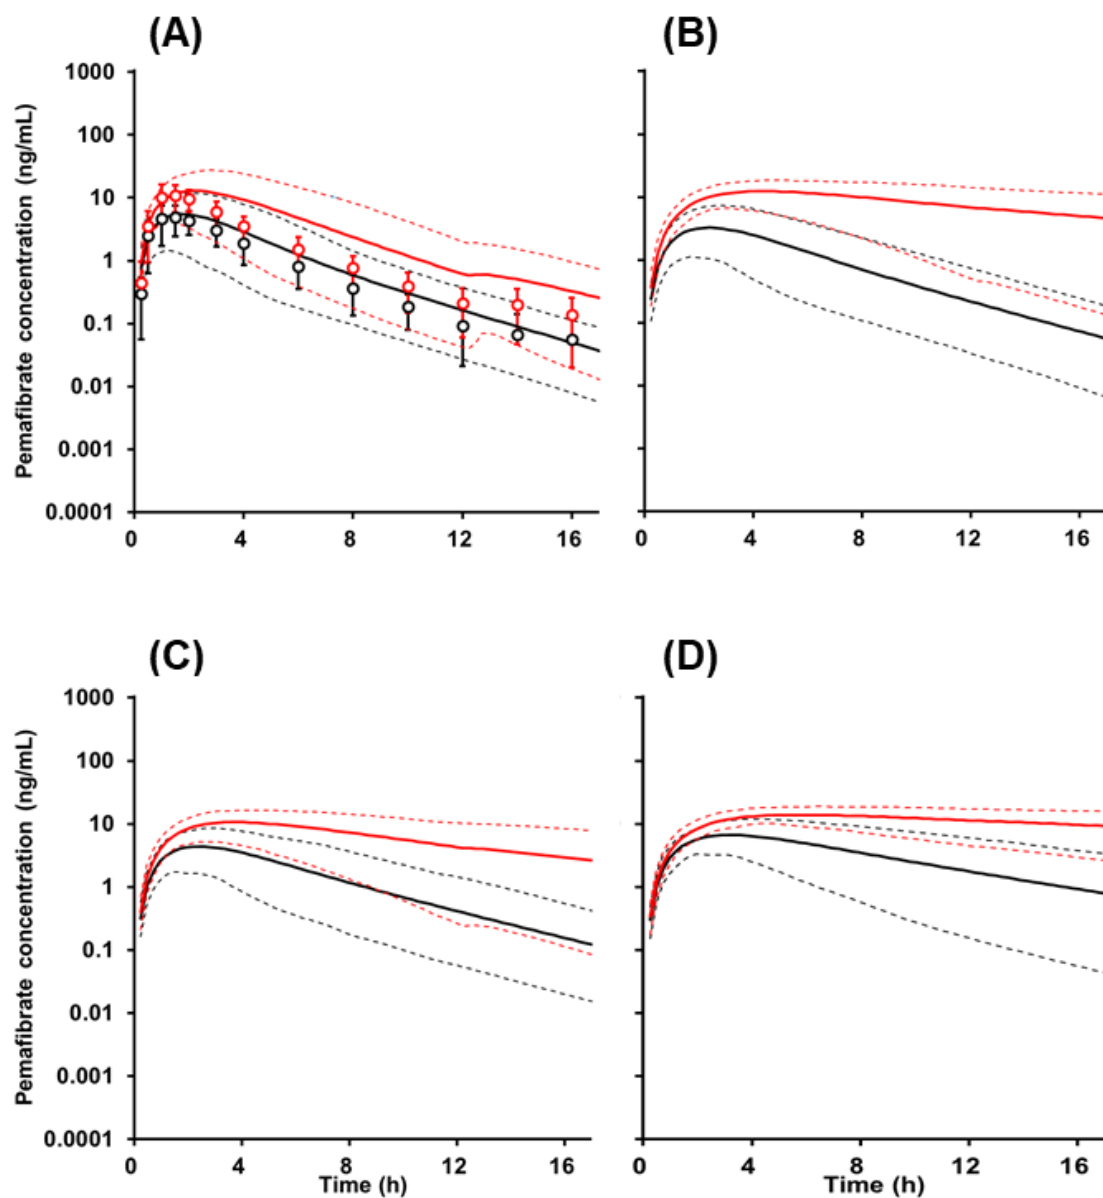 (A)
(B)
Pemafibrate concentration (ng/mL)
1000
100
10
1
0.1
0.01
0.001
0.0001
0 4 8 12 16
0 4 8 12 16
(C)
(D)
Pemafibrate concentration (ng/mL)
1000
100
10
1
0.1
0.01
0.001
0.0001
0 4 8 12 16
0 4 8 12 16
Time (h)
Time (h)